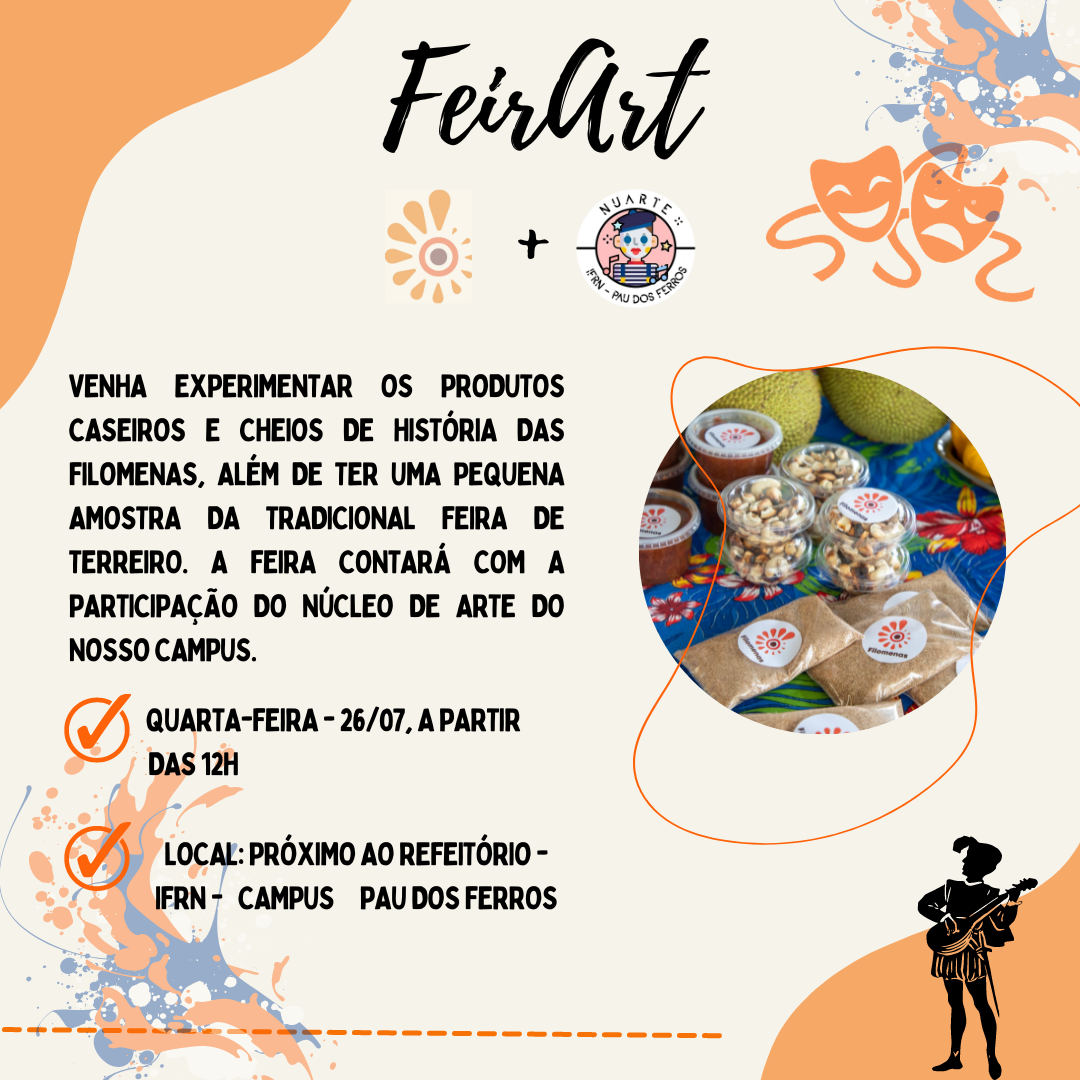 FeirArt
+
NUARTE
IFRN - PAU DOS FERROS
VENHA EXPERIMENTAR OS PRODUTOS
CASEIROS E CHEIOS DE HISTÓRIA DAS
FILOMENAS, ALÉM DE TER UMA PEQUENA
AMOSTRA DA TRADICIONAL FEIRA DE
TERREIRO. A FEIRA CONTARÁ COM A
PARTICIPAÇÃO DO NÚCLEO DE ARTE DO
NOSSO CAMPUS.
Filomenas
Filomenas
QUARTA-FEIRA - 26/07, A PARTIR
DAS 12H
LOCAL: PRÓXIMO AO REFEITÓRIO -
IFRN - CAMPUS PAU DOS FERROS